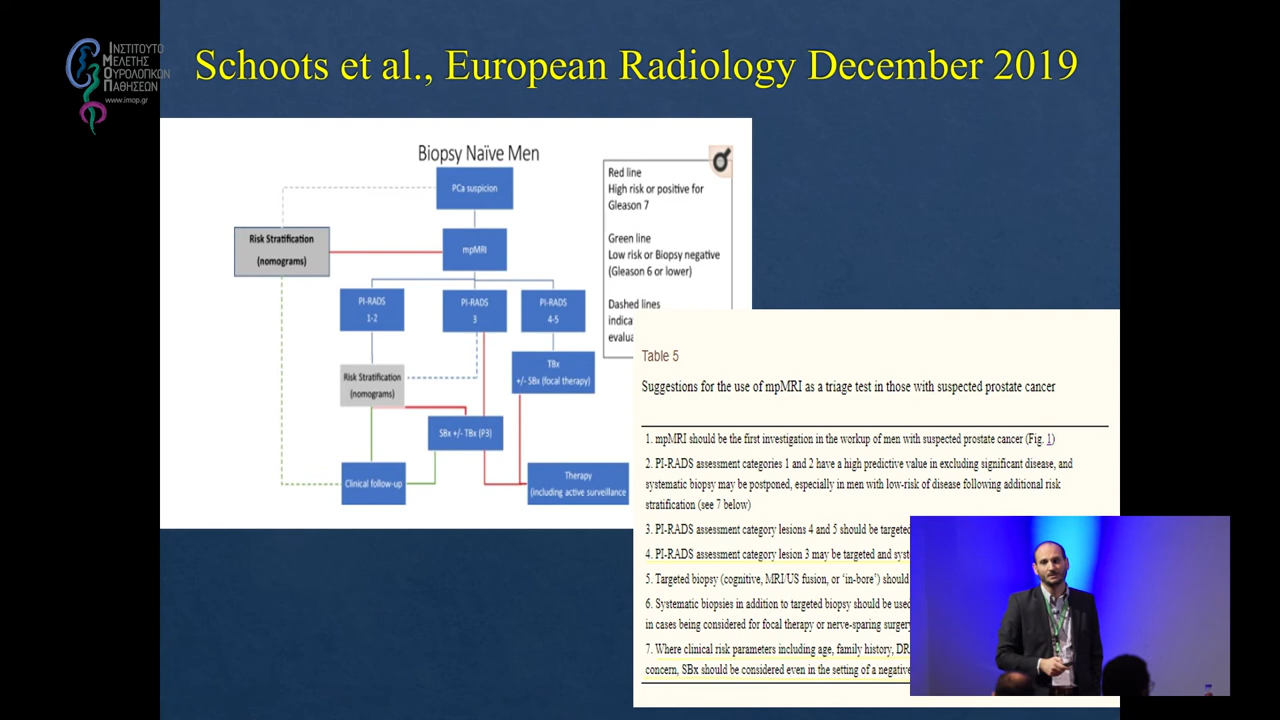 ΙΝΣΤΙΤΟΥΤΟ
ΜΕΛΕΤΗΣ
ΟΥΡΟΛΟΓΙΚΩΝ
ΠΑΘΗΣΕΩΝ
www.imop.gr
Schoots et al., European Radiology December 2019
Biopsy Naïve Men
PCa suspicion
Risk Stratification
(nomograms)
mpMRI
PI-RADS
1-2
PI-RADS
3
PI-RADS
4-5
Risk Stratification
(nomograms)
TBx
+/- SBx (focal therapy)
SBx +/- TBx (P3)
Clinical follow-up
Therapy
(including active surveillance
Red line
High risk or positive for
Gleason 7
Green line
Low risk or Biopsy negative
(Gleason 6 or lower)
Dashed lines
indica
evalua
Table 5
Suggestions for the use of mpMRI as a triage test in those with suspected prostate cancer
1. mpMRI should be the first investigation in the workup of men with suspected prostate cancer (Fig. 1)
2. PI-RADS assessment categories 1 and 2 have a high predictive value in excluding significant disease, and
systematic biopsy may be postponed, especially in men with low-risk of disease following additional risk
stratification (see 7 below)
3. PI-RADS assessment category lesions 4 and 5 should be targeted
4. PI-RADS assessment category lesion 3 may be targeted and syst
5. Targeted biopsy (cognitive, MRI/US fusion, or ‘in-bore’) should
6. Systematic biopsies in addition to targeted biopsy should be used
in cases being considered for focal therapy or nerve-sparing surgery
7. Where clinical risk parameters including age, family history, DR
concern, SBx should be considered even in the setting of a negative